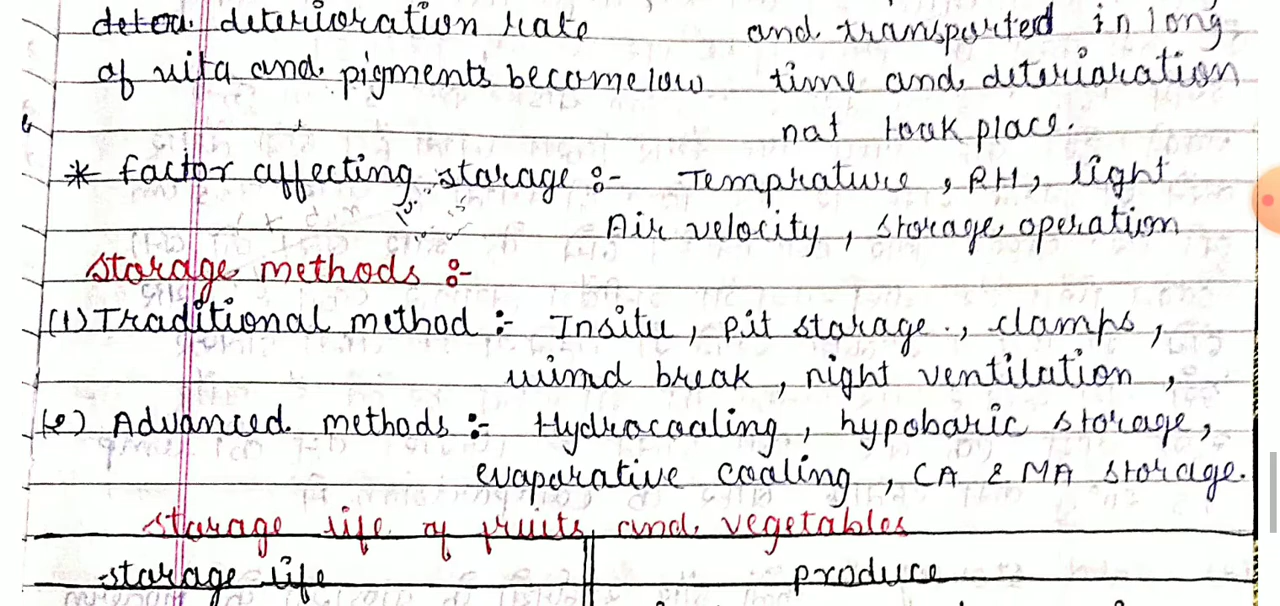 deterioration rate and transported in long
of vita and pigments become low time and deterioration
not took place.
* factor affecting storage :- Temprature, RH, light
Air velocity, storage operation
storage methods :-
(1) Traditional method :- Insitu, pit storage., clamps,
wind break, night ventilation,
(2) Advanced methods :- Hydrocooling, hypobaric storage,
evaporative cooling, CA & MA storage.
storage life of fruits and vegetables
storage life produce